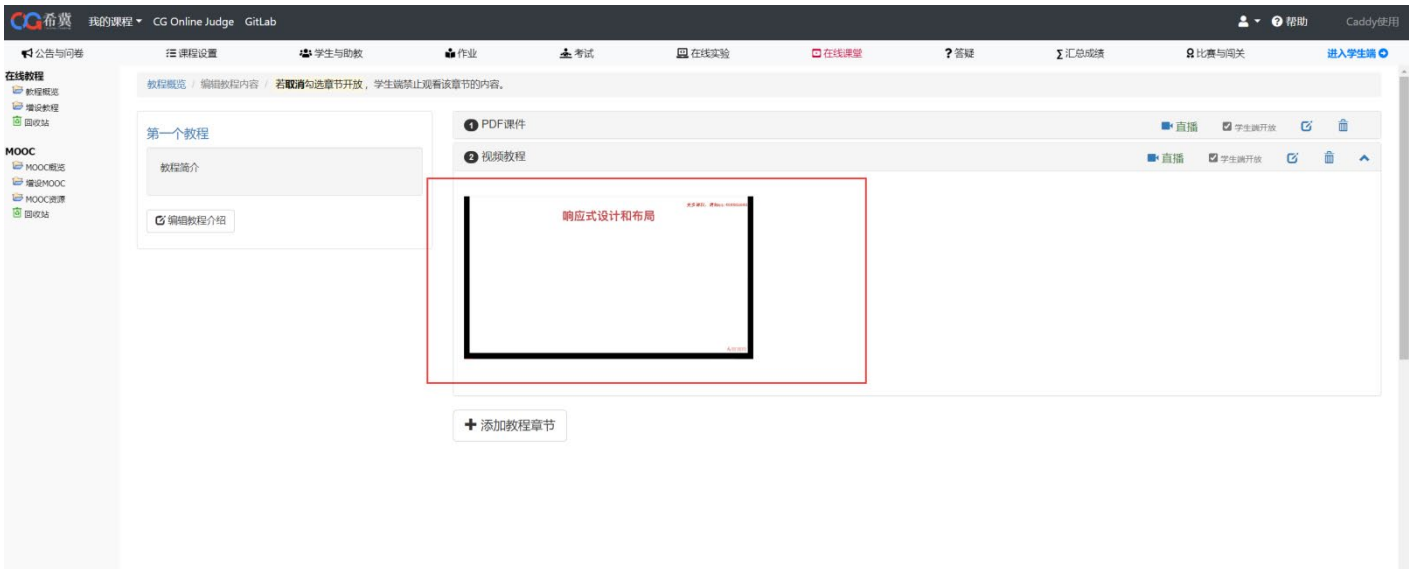 CG希冀 我的课程 CG Online Judge GitLab 帮助 Caddy使用
公告与问卷 课程设置 学生与助教 作业 考试 在线实验 在线课堂 ?答疑 ∑汇总成绩 比赛与闯关 进入学生端
在线教程
教程概览
增设教程
回收站
MOOC
MOOC概览
增设MOOC
MOOC资源
回收站
教程概览 / 编辑教程内容 / 若取消勾选章节开放，学生端禁止观看该章节的内容。
第一个教程
教程简介
编辑教程介绍
1 PDF课件 直播 学生端开放
2 视频教程 直播 学生端开放
响应式设计和布局
+ 添加教程章节